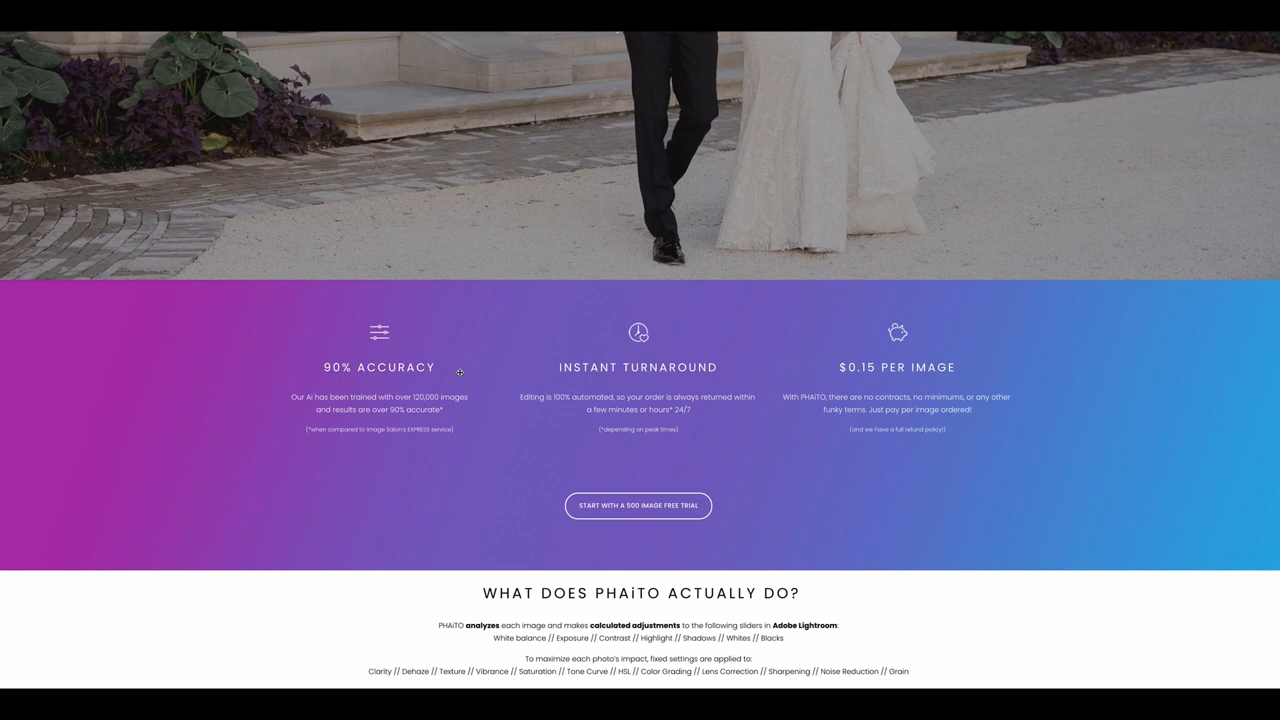 90% ACCURACY
Our Ai has been trained with over 120,000 images
and results are over 90% accurate*
(*when compared to Image Salon's EXPRESS service)
INSTANT TURNAROUND
Editing is 100% automated, so your order is always returned within
a few minutes or hours* 24/7
(*depending on peak times)
$0.15 PER IMAGE
With PHAiTO, there are no contracts, no minimums, or any other
funky terms. Just pay per image ordered!
(and we have a full refund policy!)
START WITH A 500 IMAGE FREE TRIAL
WHAT DOES PHAiTO ACTUALLY DO?
PHAiTO analyzes each image and makes calculated adjustments to the following sliders in Adobe Lightroom:
White balance // Exposure // Contrast // Highlight // Shadows // Whites // Blacks
To maximize each photo's impact, fixed settings are applied to:
Clarity // Dehaze // Texture // Vibrance // Saturation // Tone Curve // HSL // Color Grading // Lens Correction // Sharpening // Noise Reduction // Grain